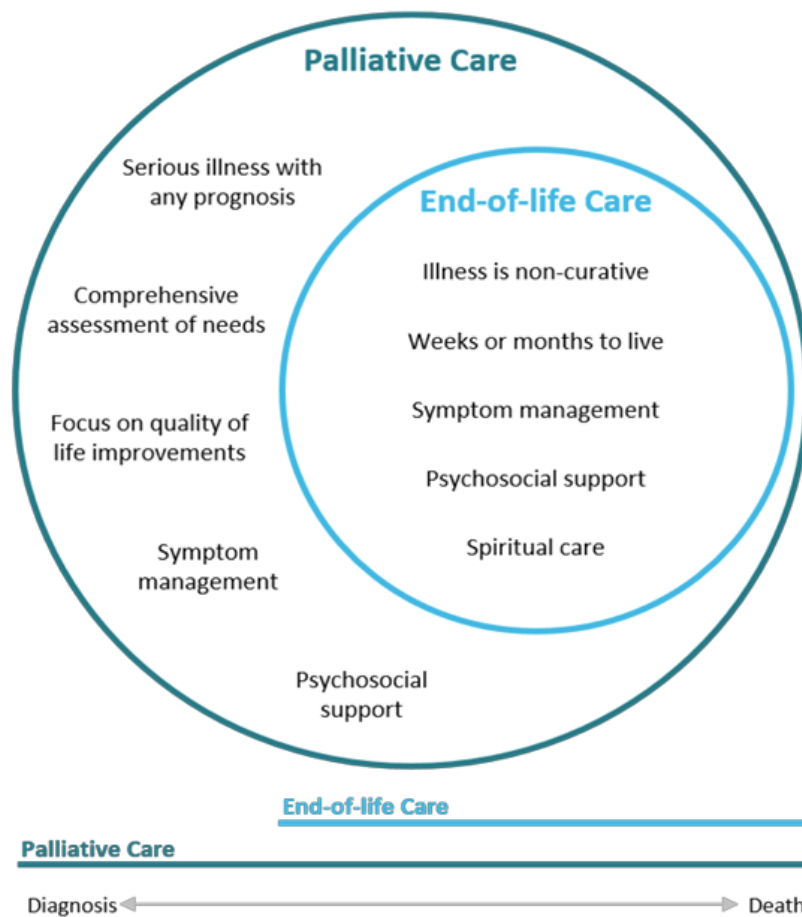 Palliative Care
Serious illness with
any prognosis
End-of-life Care
Illness is non-curative
Comprehensive
assessment of needs
Weeks or months to live
Symptom management
Focus on quality of
life improvements
Psychosocial support
Spiritual care
Symptom
management
Psychosocial
support
End-of-life Care
Palliative Care
Diagnosis
Death